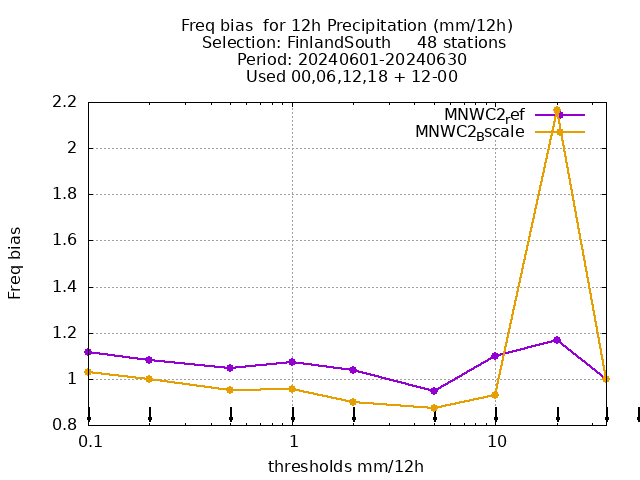 Freq bias  for 12h Precipitation (mm/12h)
Selection: FinlandSouth     48 stations
Period: 20240601-20240630
Used 00,06,12,18 + 12-00
MNWC2ref
MNWC2Bscale
2.2
2
1.8
1.6
1.4
1.2
1
0.8
Freq bias
0.1 1 10
thresholds mm/12h